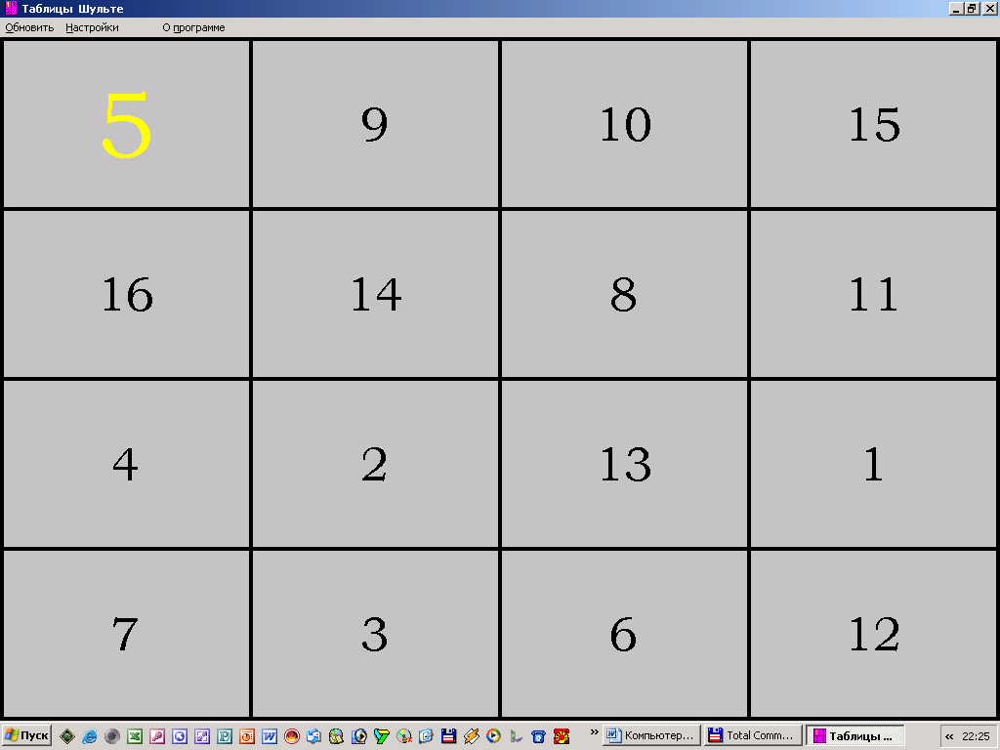 Таблицы Шульте
Обновить Настройки О программе
5 9 10 15
16 14 8 11
4 2 13 1
7 3 6 12
Пуск » Компьютер... Total Comm... Таблицы ... « 22:25